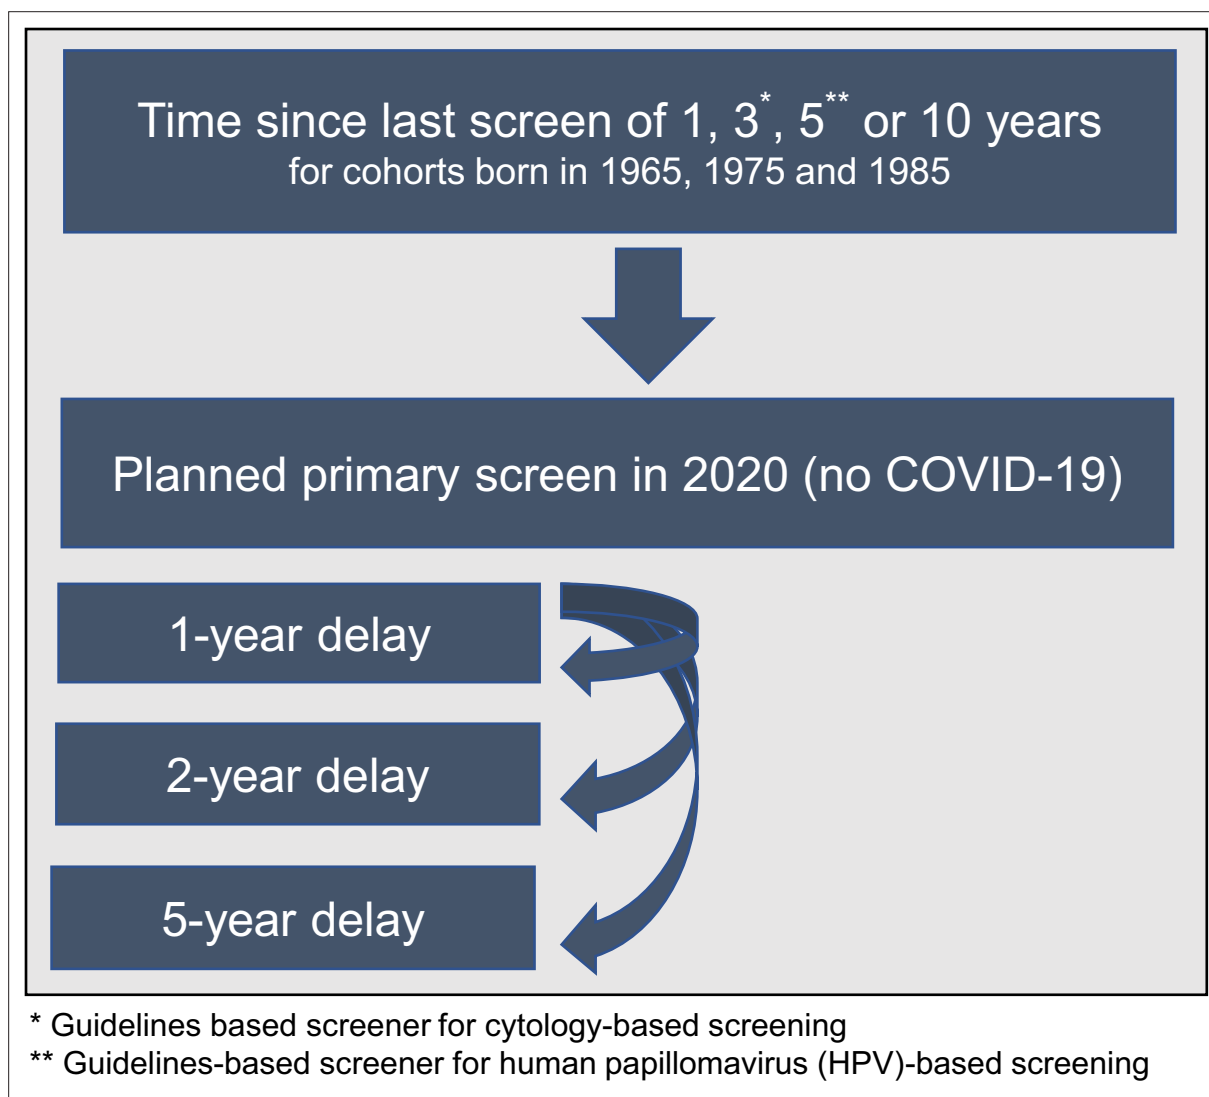 Time since last screen of 1, 3*, 5** or 10 years
for cohorts born in 1965, 1975 and 1985
Planned primary screen in 2020 (no COVID-19)
1-year delay
2-year delay
5-year delay
* Guidelines based screener for cytology-based screening
** Guidelines-based screener for human papillomavirus (HPV)-based screening